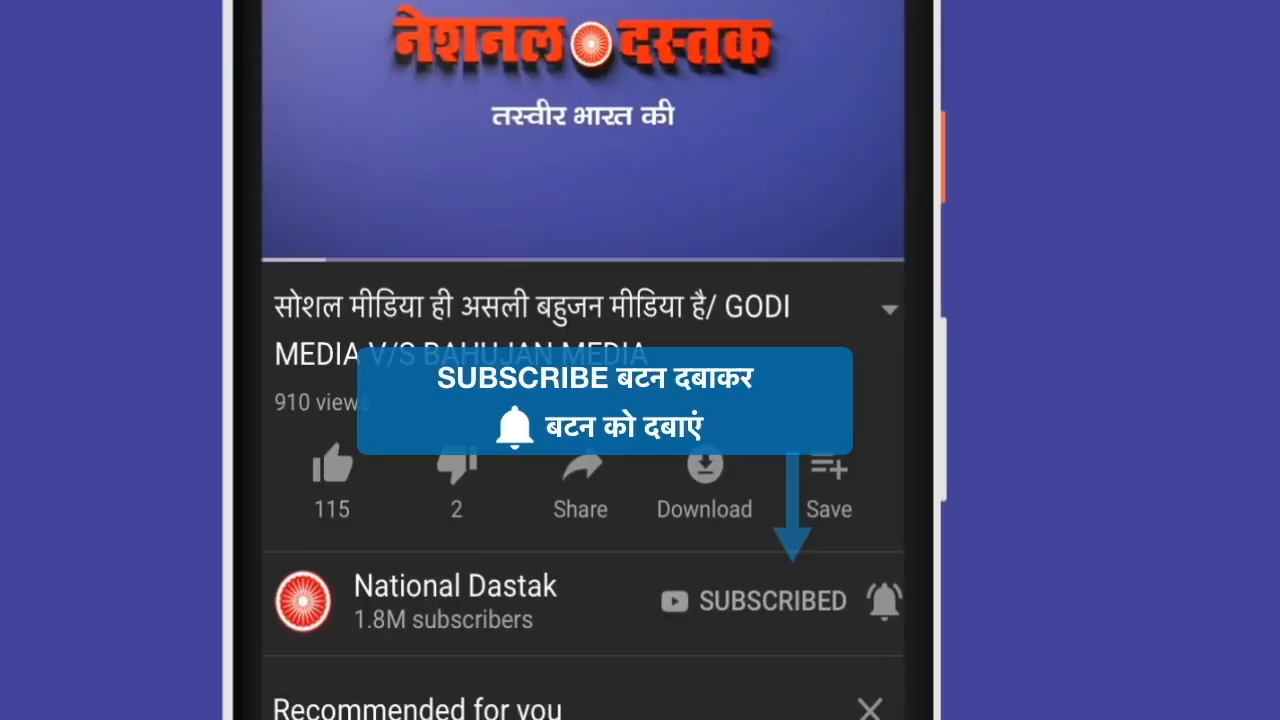 नेशनल दस्तक
तस्वीर भारत की
सोशल मीडिया ही असली बहुजन मीडिया है/ GODI
MEDIA V/S BAHUJAN MEDIA
910 views
SUBSCRIBE बटन दबाकर
बटन को दबाएं
115
2
Share
Download
Save
National Dastak
SUBSCRIBED
1.8M subscribers
Recommended for you